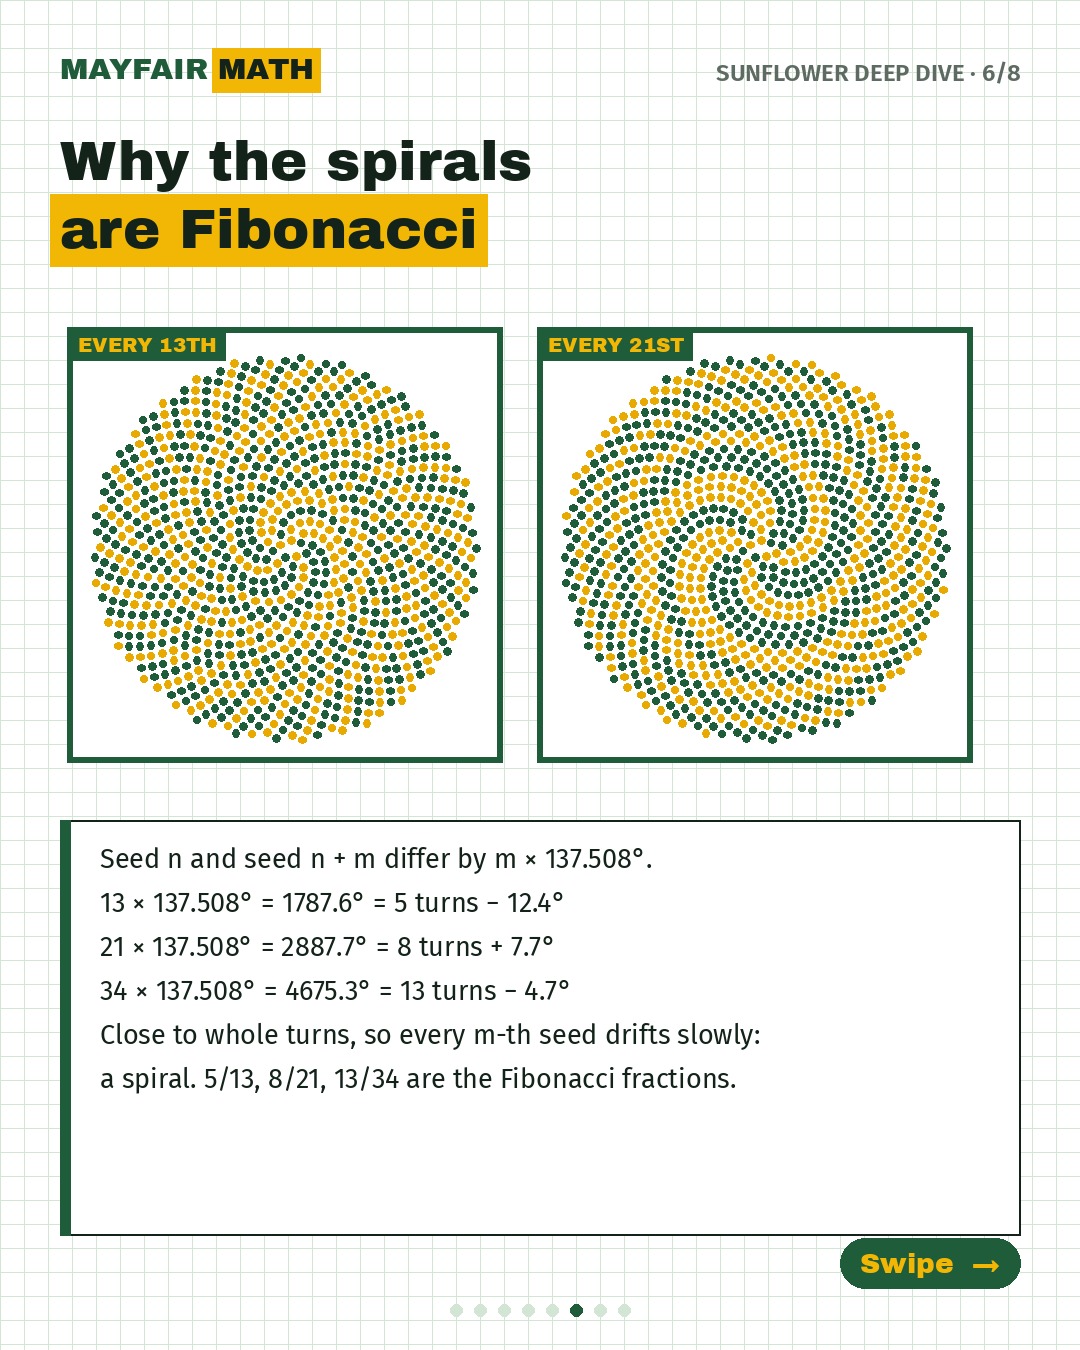 MAYFAIR MATH
SUNFLOWER DEEP DIVE · 6/8
Why the spirals
are Fibonacci
EVERY 13TH
EVERY 21ST
Seed n and seed n + m differ by m × 137.508°.
13 × 137.508° = 1787.6° = 5 turns − 12.4°
21 × 137.508° = 2887.7° = 8 turns + 7.7°
34 × 137.508° = 4675.3° = 13 turns − 4.7°
Close to whole turns, so every m-th seed drifts slowly:
a spiral. 5/13, 8/21, 13/34 are the Fibonacci fractions.
Swipe →